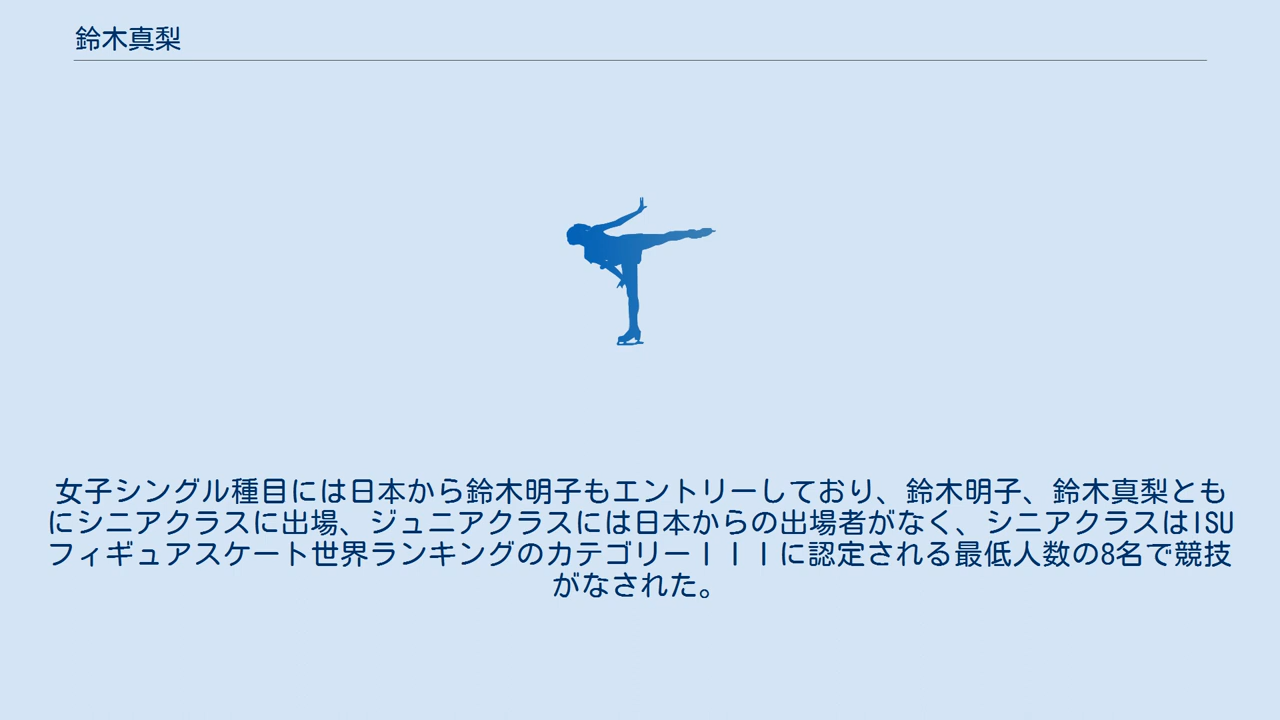 鈴木真梨
女子シングル種目には日本から鈴木明子もエントリーしており、鈴木明子、鈴木真梨とも
にシニアクラスに出場、ジュニアクラスには日本からの出場者がなく、シニアクラスはISU
フィギュアスケート世界ランキングのカテゴリーIIIに認定される最低人数の8名で競技
がなされた。